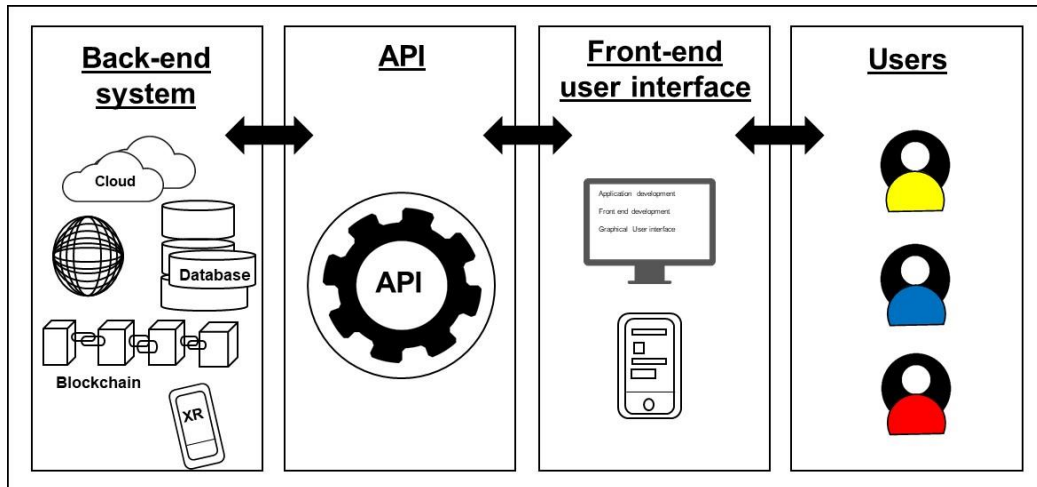 Back-end
system
Cloud
Database
Blockchain
XR
API
API
Front-end
user interface
Application development
Front end development
Graphical User interface
Users